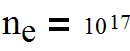 nₑ = 10¹⁷